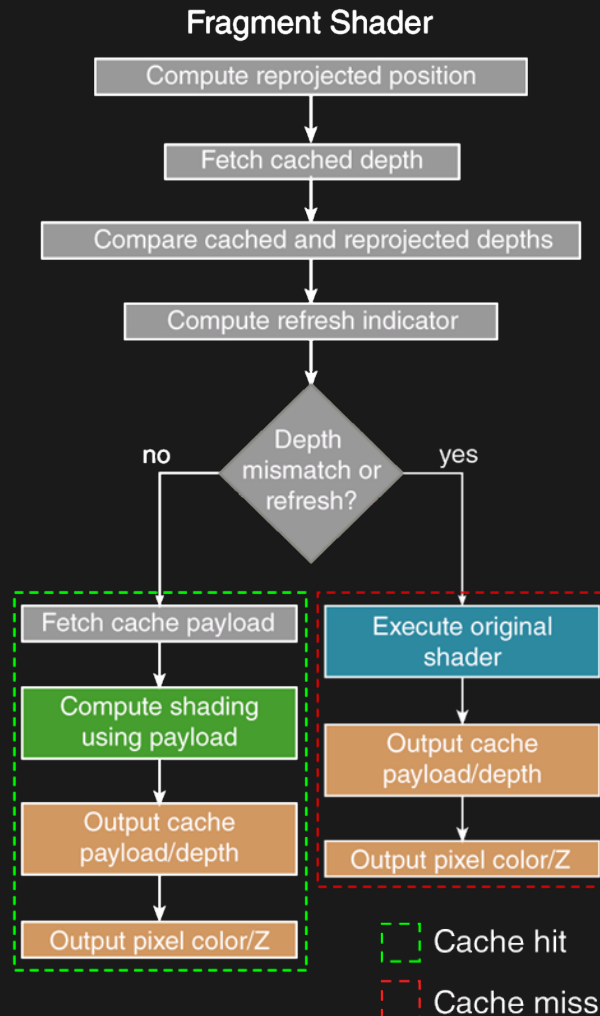 Fragment Shader
Compute reprojected position
Fetch cached depth
Compare cached and reprojected depths
Compute refresh indicator
Depth
mismatch or
refresh?
no
yes
Fetch cache payload
Compute shading
using payload
Output cache
payload/depth
Output pixel color/Z
Execute original
shader
Output cache
payload/depth
Output pixel color/Z
Cache hit
Cache miss